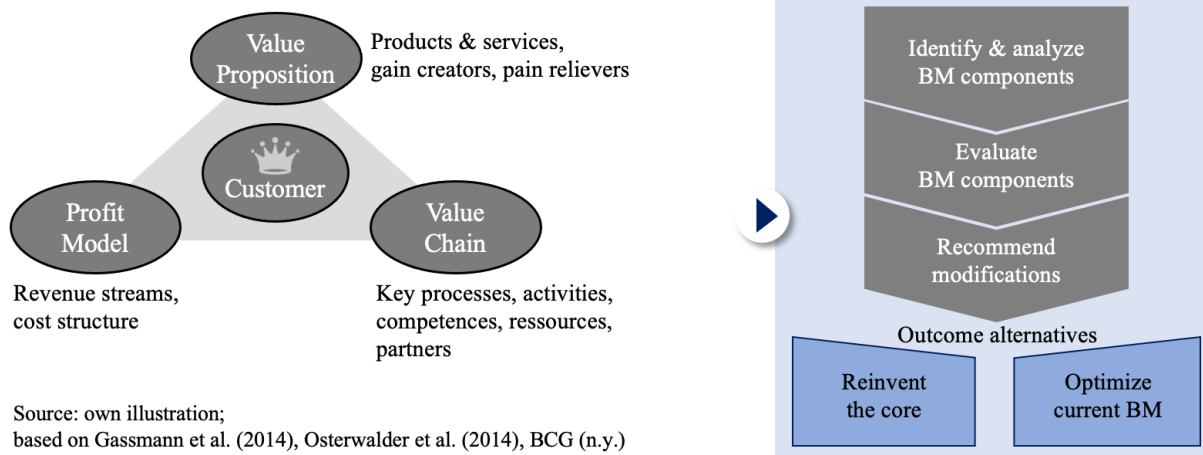 Value
Proposition
Products & services,
gain creators, pain relievers
Customer
Profit
Model
Value
Chain
Revenue streams,
cost structure
Key processes, activities,
competences, ressources,
partners
Source: own illustration;
based on Gassmann et al. (2014), Osterwalder et al. (2014), BCG (n.y.)
Identify & analyze
BM components
Evaluate
BM components
Recommend
modifications
Outcome alternatives
Reinvent
the core
Optimize
current BM